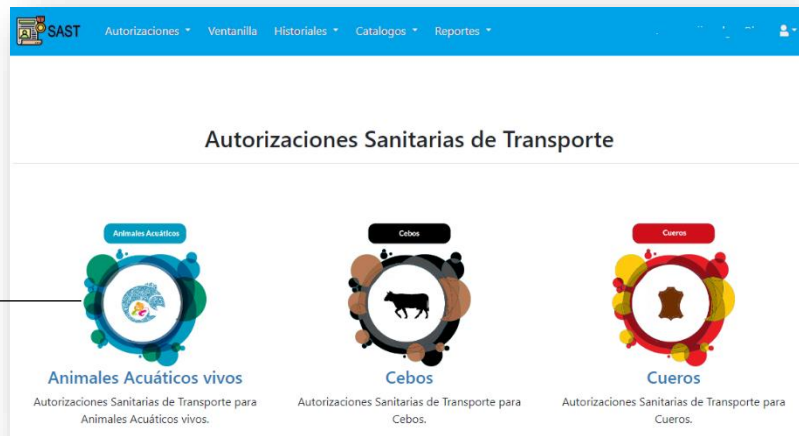 SAST Autorizaciones Ventanilla Historiales Catalogos Reportes
Autorizaciones Sanitarias de Transporte
Animales Acuáticos
Cebos
Cueros
Animales Acuáticos vivos
Autorizaciones Sanitarias de Transporte para
Animales Acuáticos vivos.
Cebos
Autorizaciones Sanitarias de Transporte para
Cebos.
Cueros
Autorizaciones Sanitarias de Transporte para
Cueros.